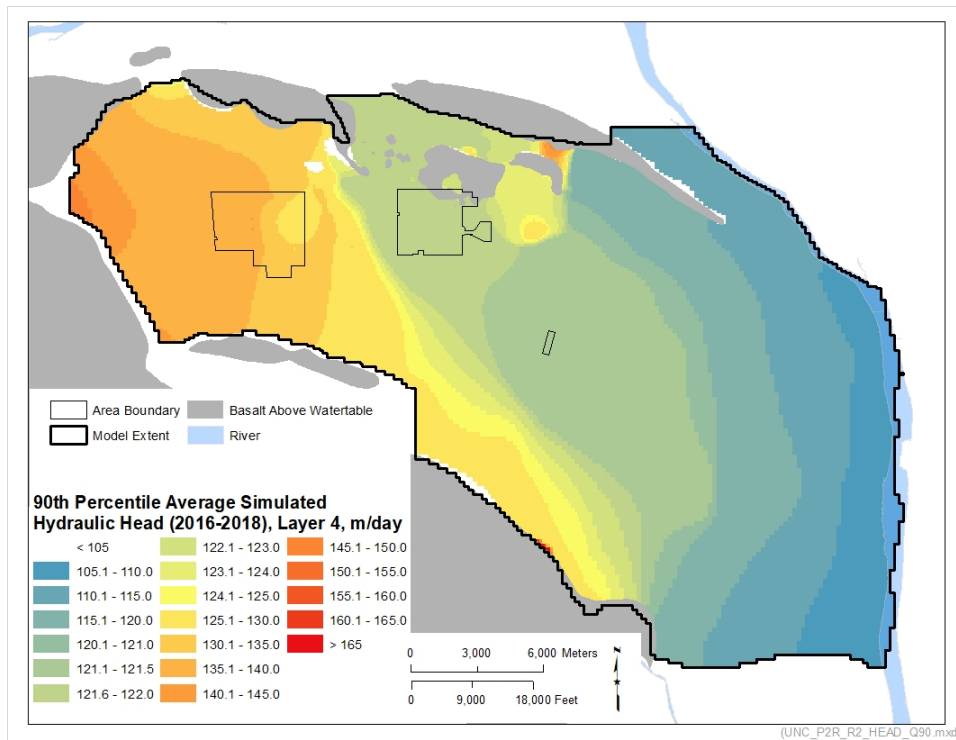 Area Boundary
Basalt Above Watertable
Model Extent
River
90th Percentile Average Simulated
Hydraulic Head (2016-2018), Layer 4, m/day
< 105
105.1 - 110.0
110.1 - 115.0
115.1 - 120.0
120.1 - 121.0
121.1 - 121.5
121.6 - 122.0
122.1 - 123.0
123.1 - 124.0
124.1 - 125.0
125.1 - 130.0
130.1 - 135.0
135.1 - 140.0
140.1 - 145.0
145.1 - 150.0
150.1 - 155.0
155.1 - 160.0
160.1 - 165.0
> 165
0 3,000 6,000 Meters
0 9,000 18,000 Feet
N
(UNC_P2R_R2_HEAD_Q90.mxd